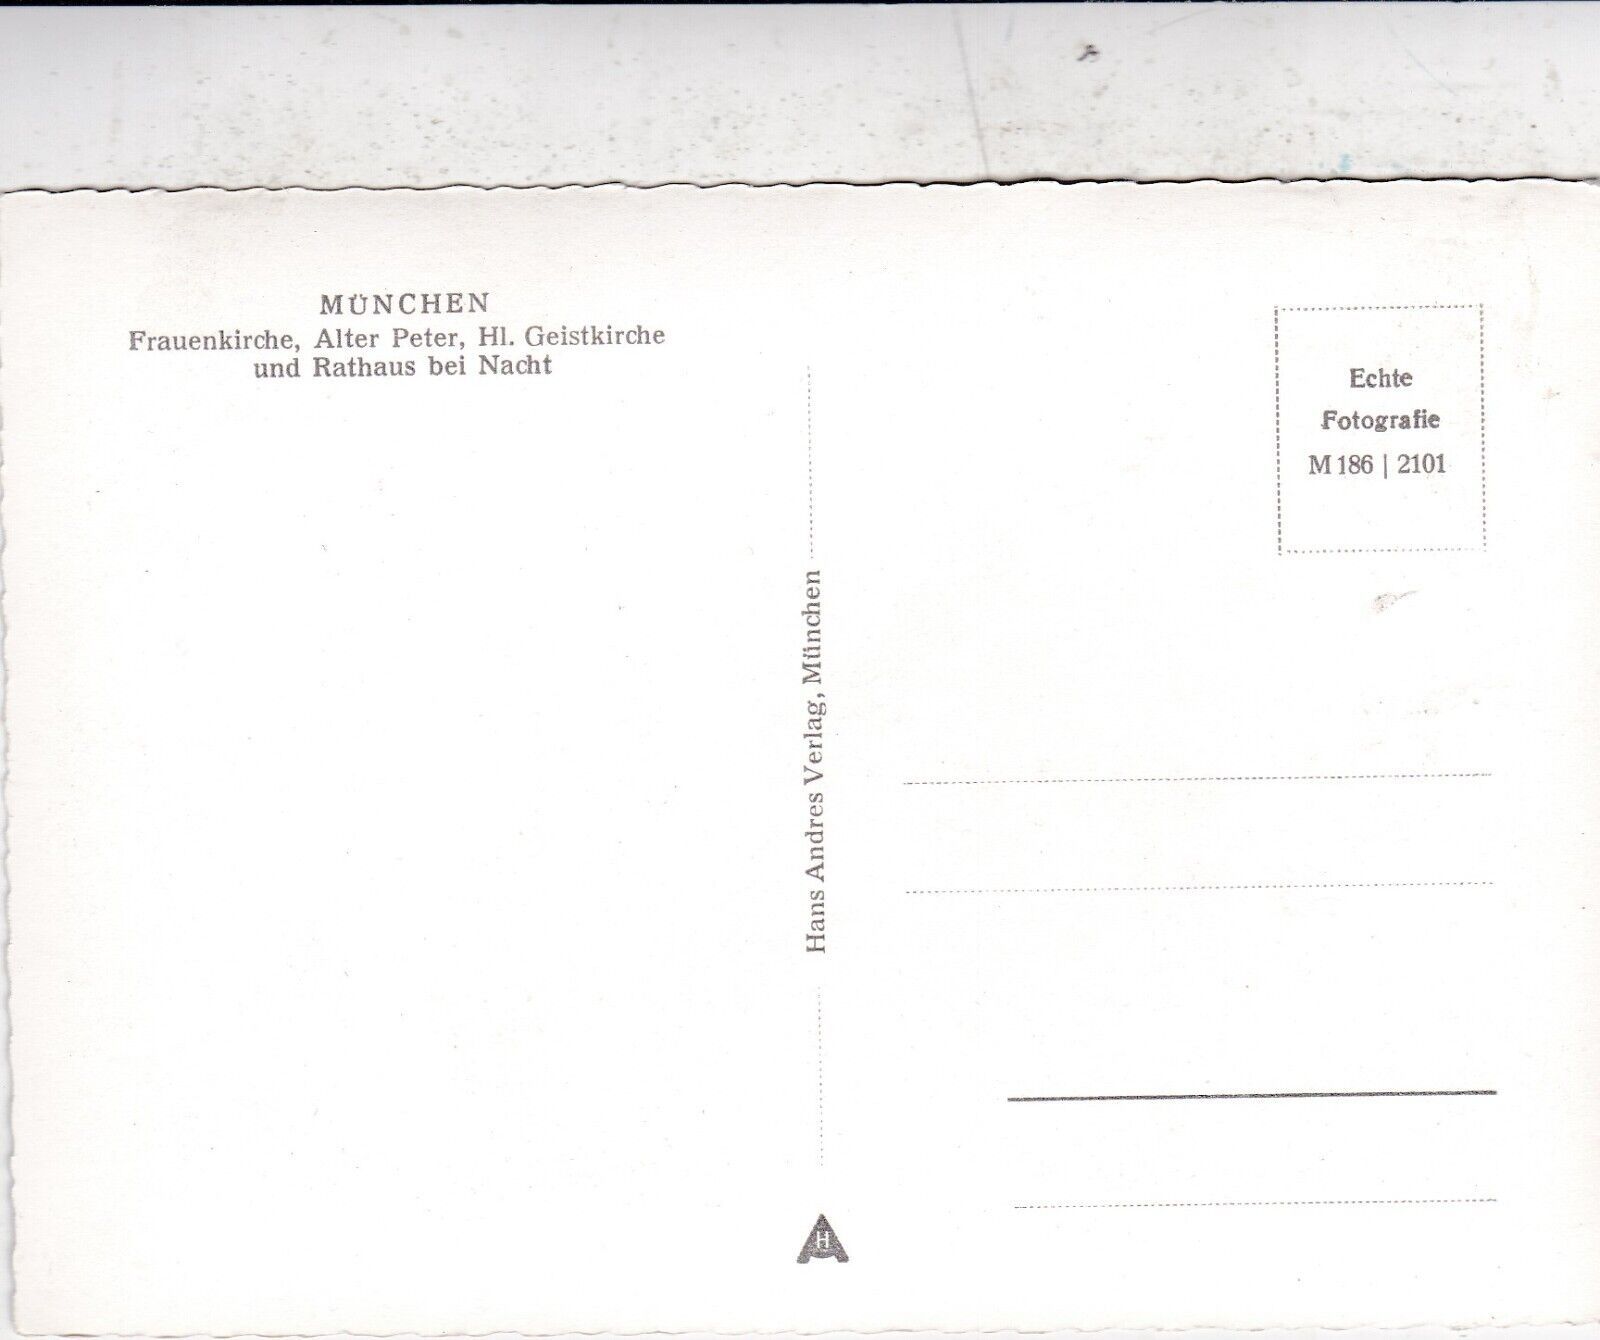 MÜNCHEN
Frauenkirche, Alter Peter, Hl. Geistkirche
und Rathaus bei Nacht
Echte
Fotografie
M 186 | 2101
Hans Andres Verlag, München
H
A